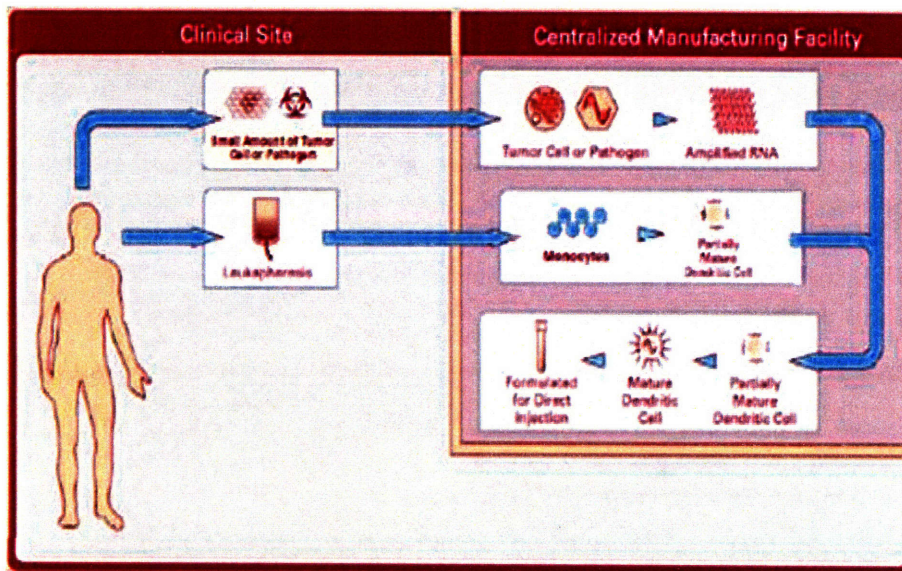 Clinical Site
Centralized Manufacturing Facility
Small Amount of Tumor
Cell or Pathogen
Tumor Cell or Pathogen
Amplified RNA
Leukapheresis
Monocytes
Partially
Mature
Dendritic Cell
Formulated
for Direct
Injection
Mature
Dendritic
Cell
Partially
Mature
Dendritic Cell